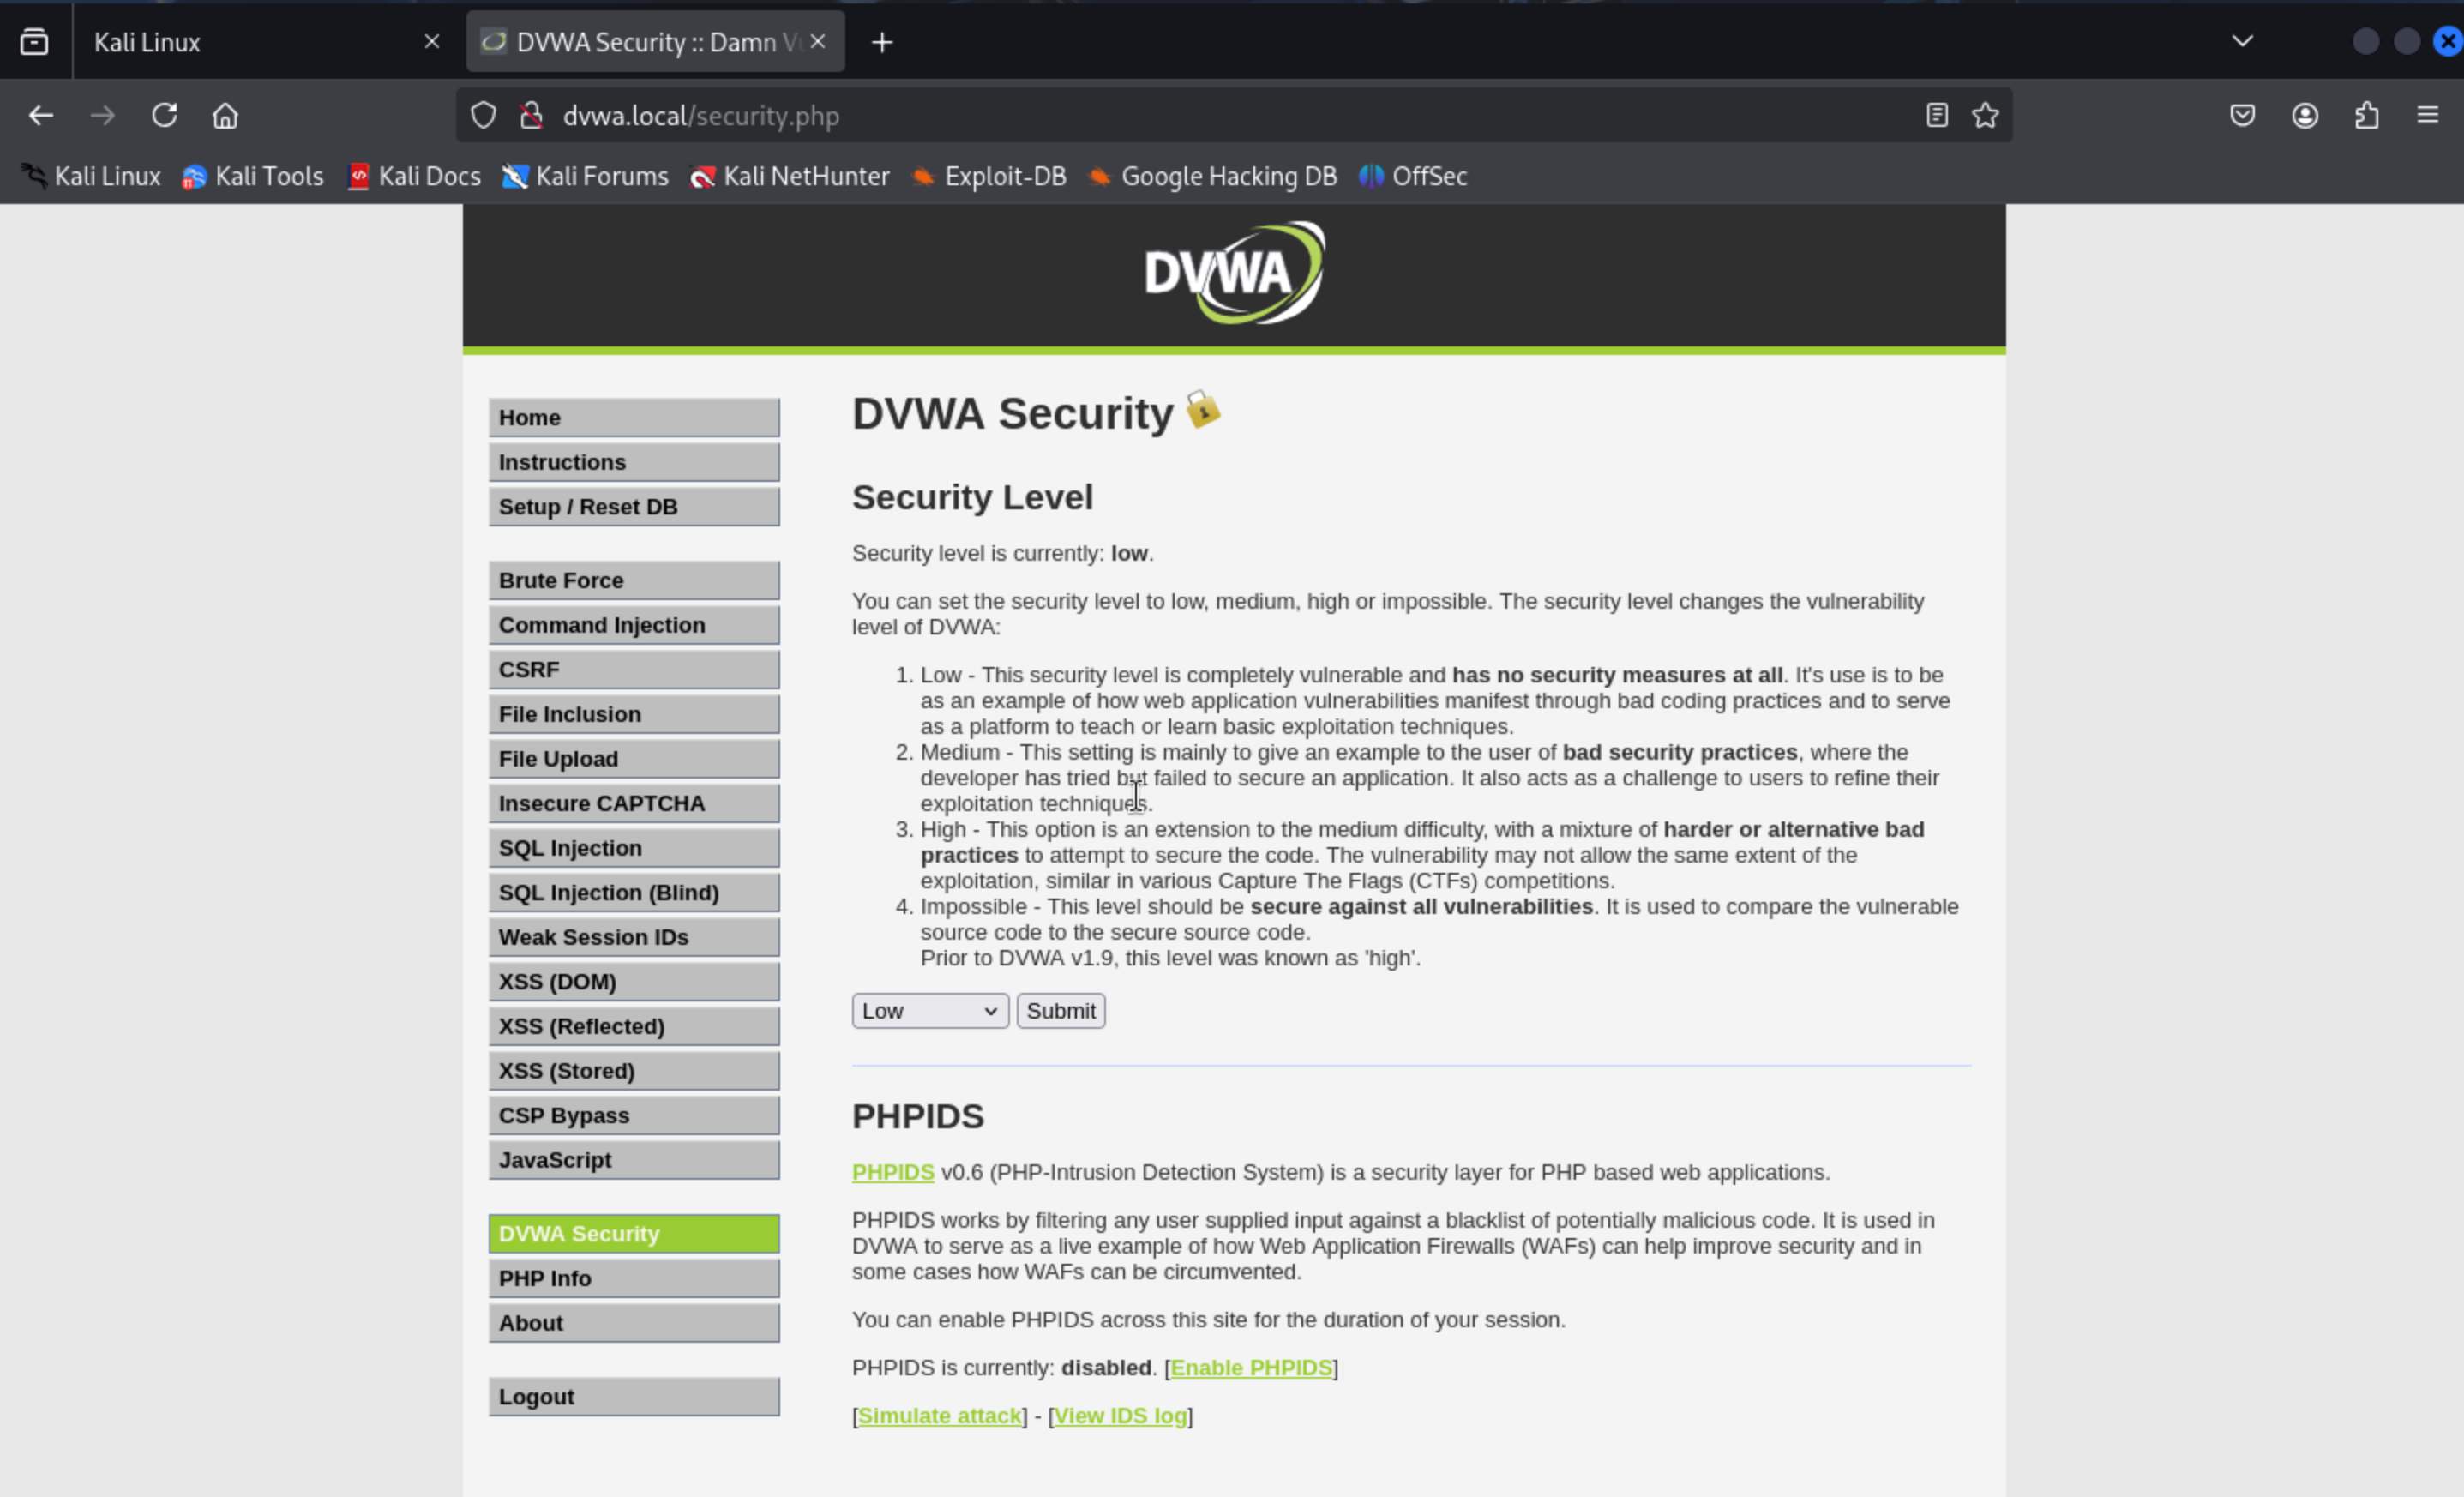 Kali Linux
DVWA Security :: Damn Vu
dvwa.local/security.php
Kali Linux Kali Tools Kali Docs Kali Forums Kali NetHunter Exploit-DB Google Hacking DB OffSec
DVWA
Home
Instructions
Setup / Reset DB
Brute Force
Command Injection
CSRF
File Inclusion
File Upload
Insecure CAPTCHA
SQL Injection
SQL Injection (Blind)
Weak Session IDs
XSS (DOM)
XSS (Reflected)
XSS (Stored)
CSP Bypass
JavaScript
DVWA Security
PHP Info
About
Logout
DVWA Security
Security Level
Security level is currently: low.
You can set the security level to low, medium, high or impossible. The security level changes the vulnerability
level of DVWA:
1. Low - This security level is completely vulnerable and has no security measures at all. It's use is to be
as an example of how web application vulnerabilities manifest through bad coding practices and to serve
as a platform to teach or learn basic exploitation techniques.
2. Medium - This setting is mainly to give an example to the user of bad security practices, where the
developer has tried but failed to secure an application. It also acts as a challenge to users to refine their
exploitation techniques.
3. High - This option is an extension to the medium difficulty, with a mixture of harder or alternative bad
practices to attempt to secure the code. The vulnerability may not allow the same extent of the
exploitation, similar in various Capture The Flags (CTFs) competitions.
4. Impossible - This level should be secure against all vulnerabilities. It is used to compare the vulnerable
source code to the secure source code.
Prior to DVWA v1.9, this level was known as 'high'.
Low Submit
PHPIDS
PHPIDS v0.6 (PHP-Intrusion Detection System) is a security layer for PHP based web applications.
PHPIDS works by filtering any user supplied input against a blacklist of potentially malicious code. It is used in
DVWA to serve as a live example of how Web Application Firewalls (WAFs) can help improve security and in
some cases how WAFs can be circumvented.
You can enable PHPIDS across this site for the duration of your session.
PHPIDS is currently: disabled. [Enable PHPIDS]
[Simulate attack] - [View IDS log]